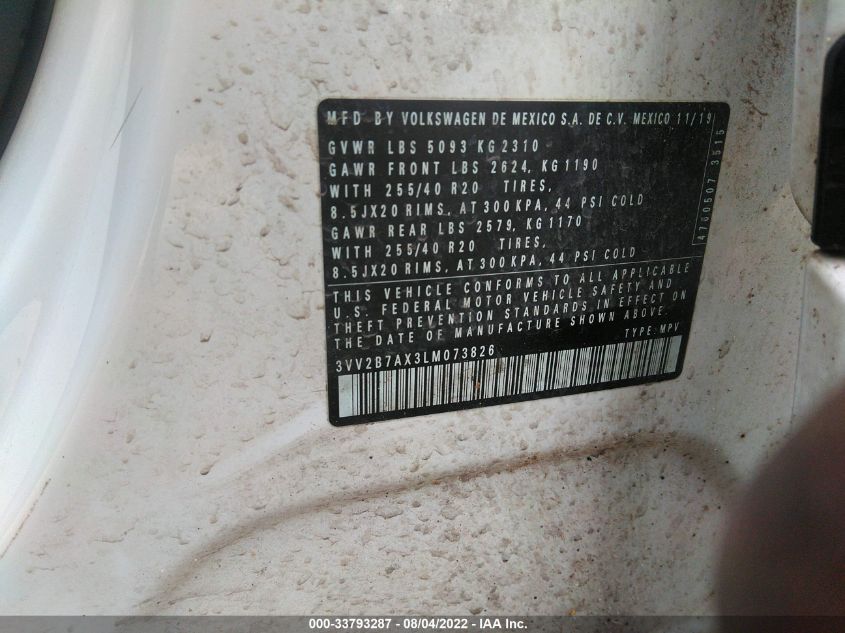 MFD BY VOLKSWAGEN DE MEXICO S.A. DE C.V. MEXICO 11/19
GVWR LBS 5093 KG 2310
GAWR FRONT LBS 2624, KG 1190
WITH 255/40 R20 TIRES,
8.5JX20 RIMS, AT 300 KPA, 44 PSI COLD
GAWR REAR LBS 2579, KG 1170
WITH 255/40 R20 TIRES,
8.5JX20 RIMS, AT 300 KPA, 44 PSI COLD
THIS VEHICLE CONFORMS TO ALL APPLICABLE
U.S. FEDERAL MOTOR VEHICLE SAFETY AND
THEFT PREVENTION STANDARDS IN EFFECT ON
THE DATE OF MANUFACTURE SHOWN ABOVE.
TYPE: MPV
3VV2B7AX3LM073826
4760507 3515
000-33793287 - 08/04/2022 - IAA Inc.